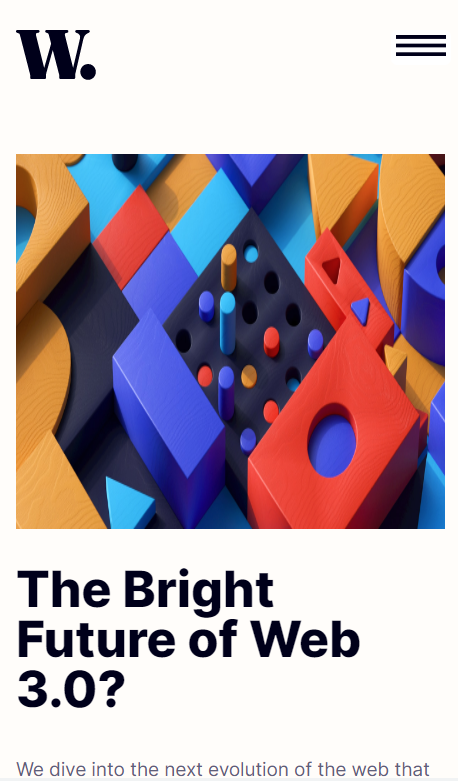 W.
The Bright
Future of Web
3.0?
We dive into the next evolution of the web that